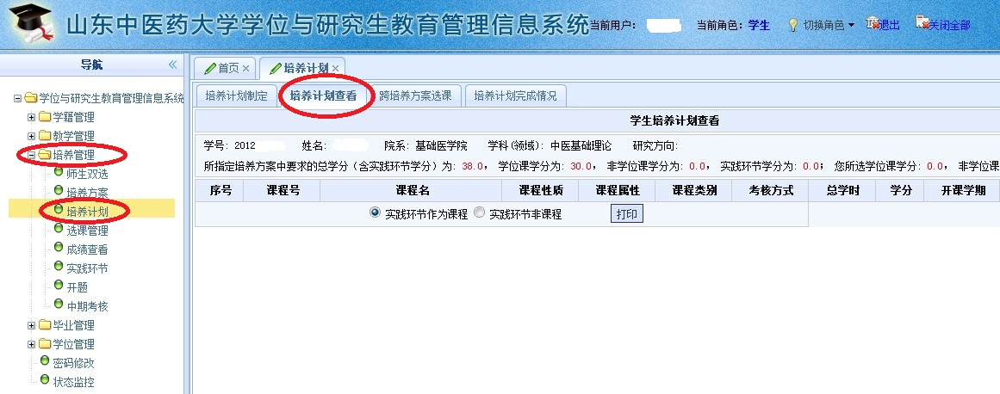 山东中医药大学学位与研究生教育管理信息系统 当前用户: 当前角色: 学生 切换角色 退出 关闭全部
导航
首页 培养计划
学位与研究生教育管理信息系统
学籍管理
教学管理
培养管理
师生双选
培养方案
培养计划
选课管理
成绩查看
实践环节
开题
中期考核
毕业管理
学位管理
密码修改
状态监控
培养计划制定 培养计划查看 跨培养方案选课 培养计划完成情况
学生培养计划查看
学号: 2012 姓名: 院系: 基础医学院 学科(领域): 中医基础理论 研究方向:
所指定培养方案中要求的总学分(含实践环节学分)为: 38.0, 学位课学分为: 30.0, 非学位课学分为: 0.0, 实践环节学分为: 0.0; 您所选学位课学分: 0.0, 非学位课
序号 课程号 课程名 课程性质 课程属性 课程类别 考核方式 总学时 学分 开课学期
实践环节作为课程 实践环节非课程 打印